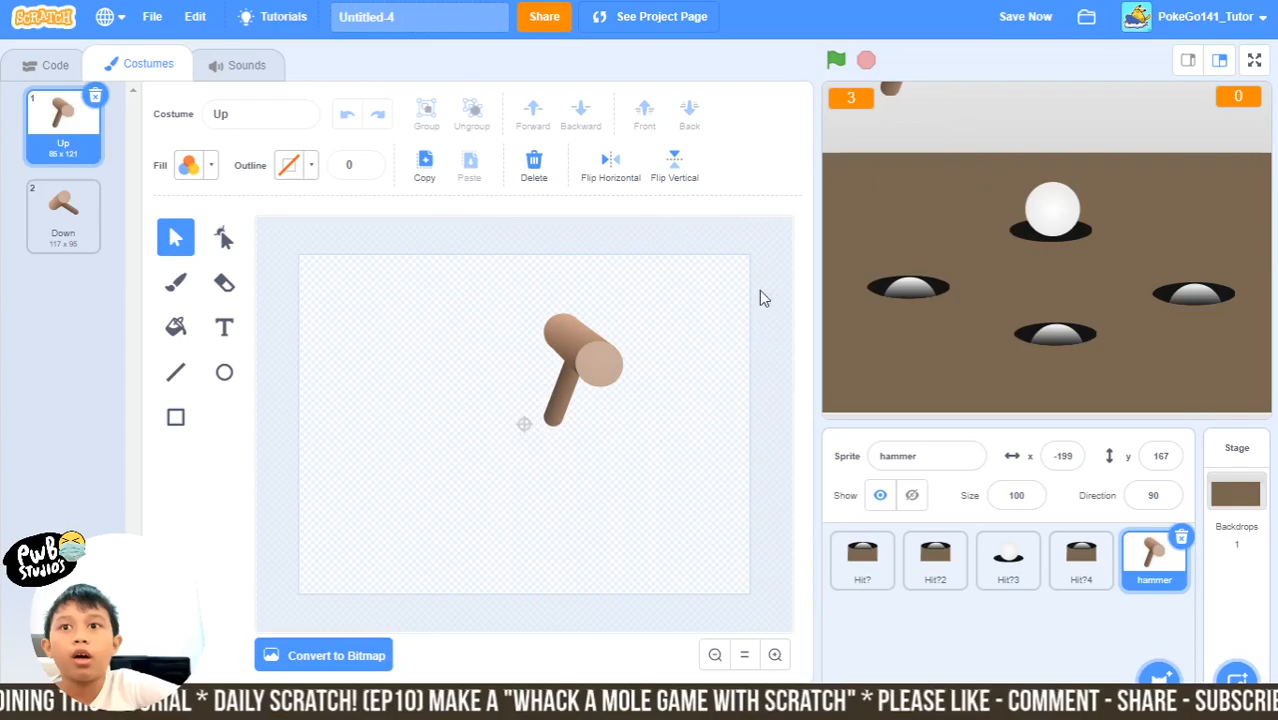 SCRATCH File Edit Tutorials Untitled-4 Share See Project Page Save Now PokeGo141_Tutor
Code Costumes Sounds
1
Up
85 x 121
2
Down
117 x 95
Costume Up
Group Ungroup Forward Backward Front Back
Fill Outline 0
Copy Paste Delete Flip Horizontal Flip Vertical
T
Convert to Bitmap
3 0
Sprite hammer x -199 y 167
Show Size 100 Direction 90
Hit? Hit?2 Hit?3 Hit?4 hammer
Stage
Backdrops
1
PWB
STUDIO'S
OINING TH TORIAL * DAILY SCRATCH! (EP10) MAKE A "WHACK A MOLE GAME WITH SCRATCH" * PLEASE LIKE - COMMENT - SHARE - SUBSCRIB